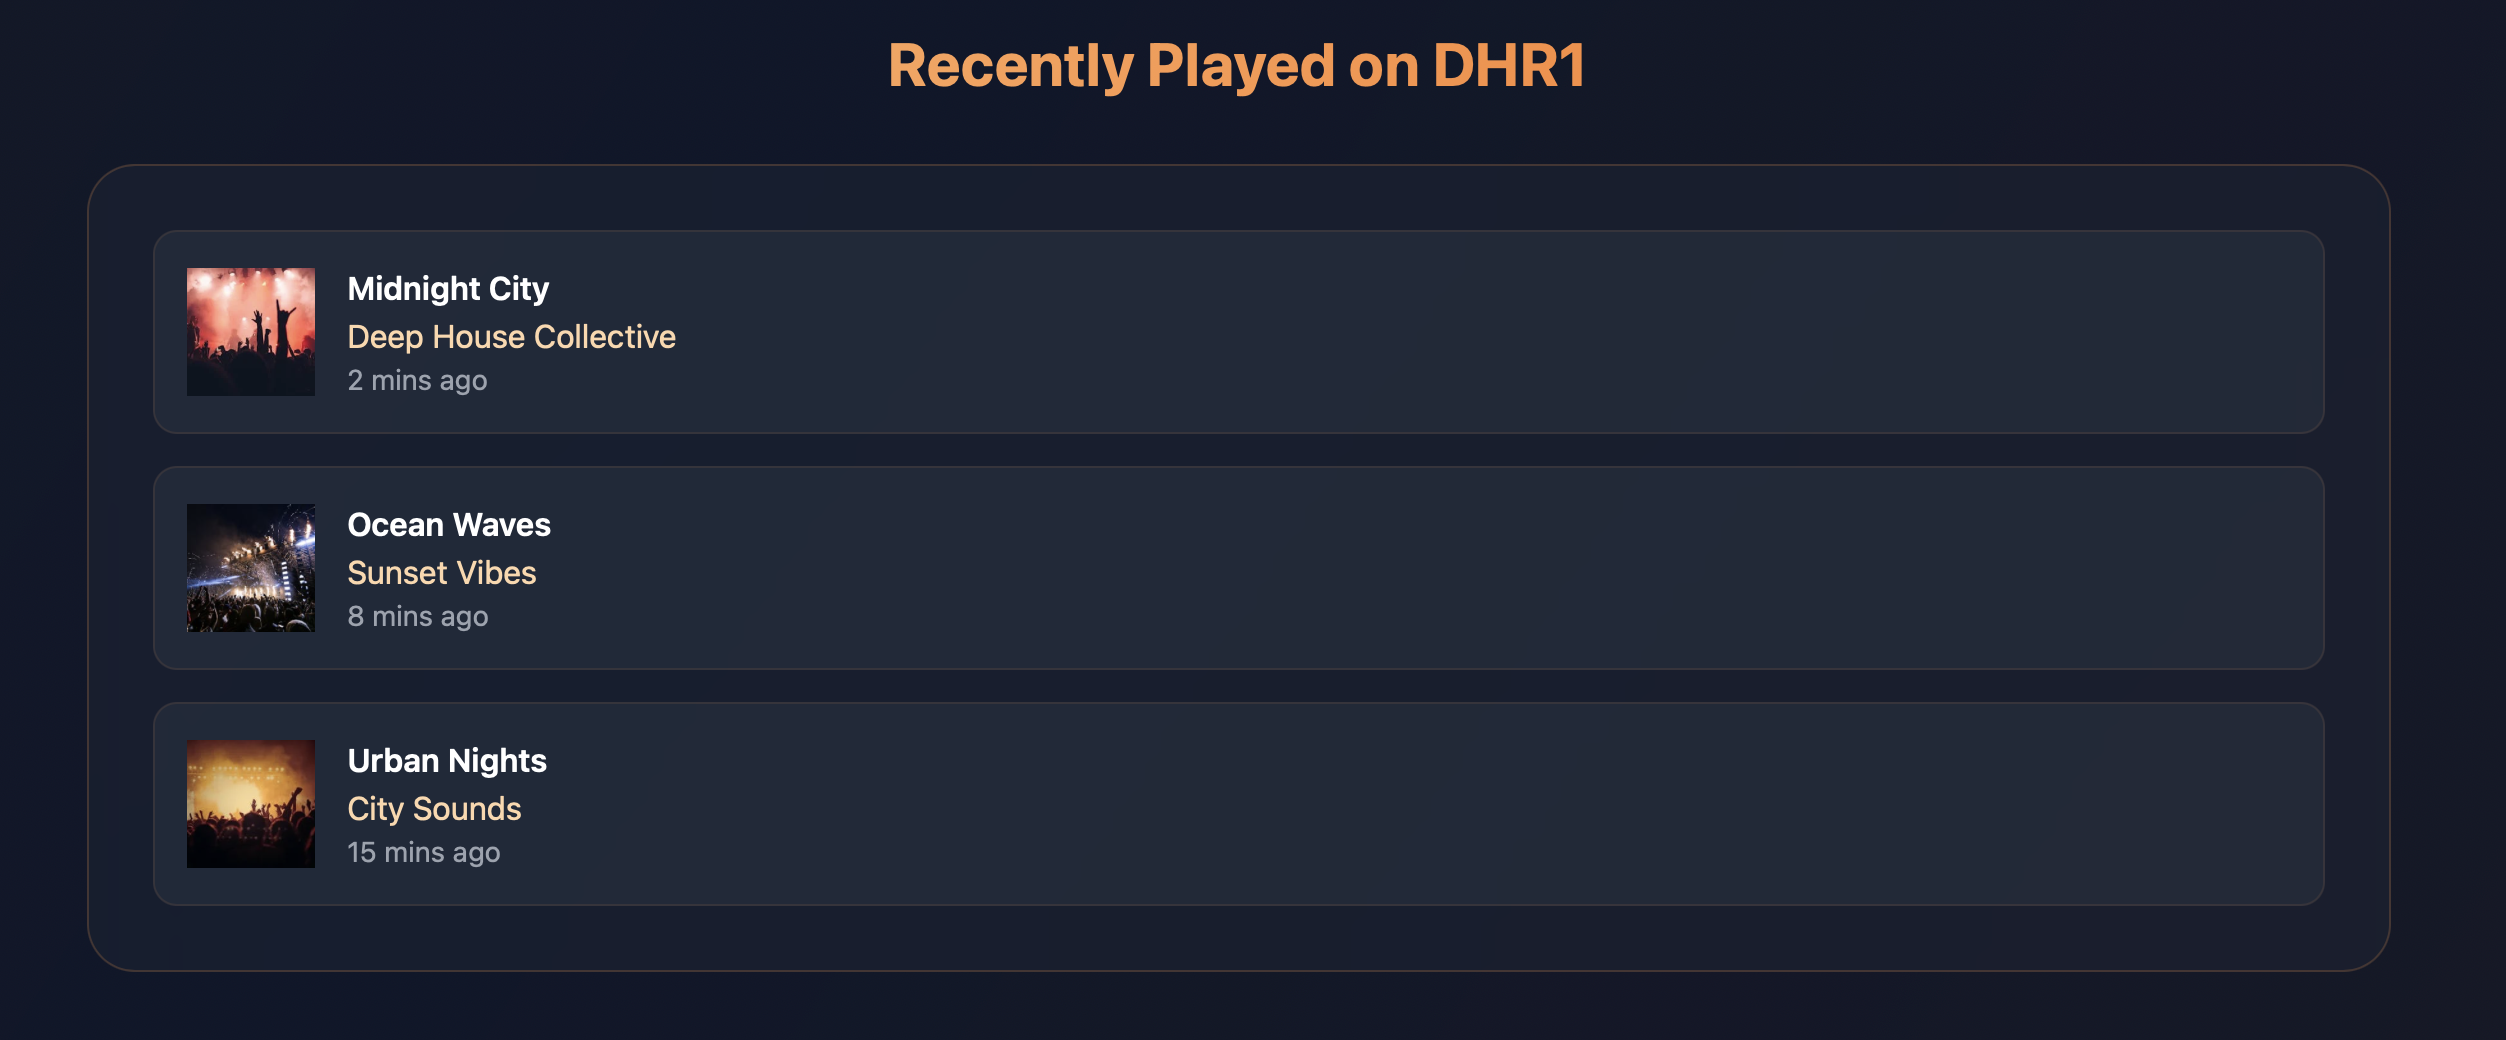 Recently Played on DHR1
Midnight City
Deep House Collective
2 mins ago
Ocean Waves
Sunset Vibes
8 mins ago
Urban Nights
City Sounds
15 mins ago